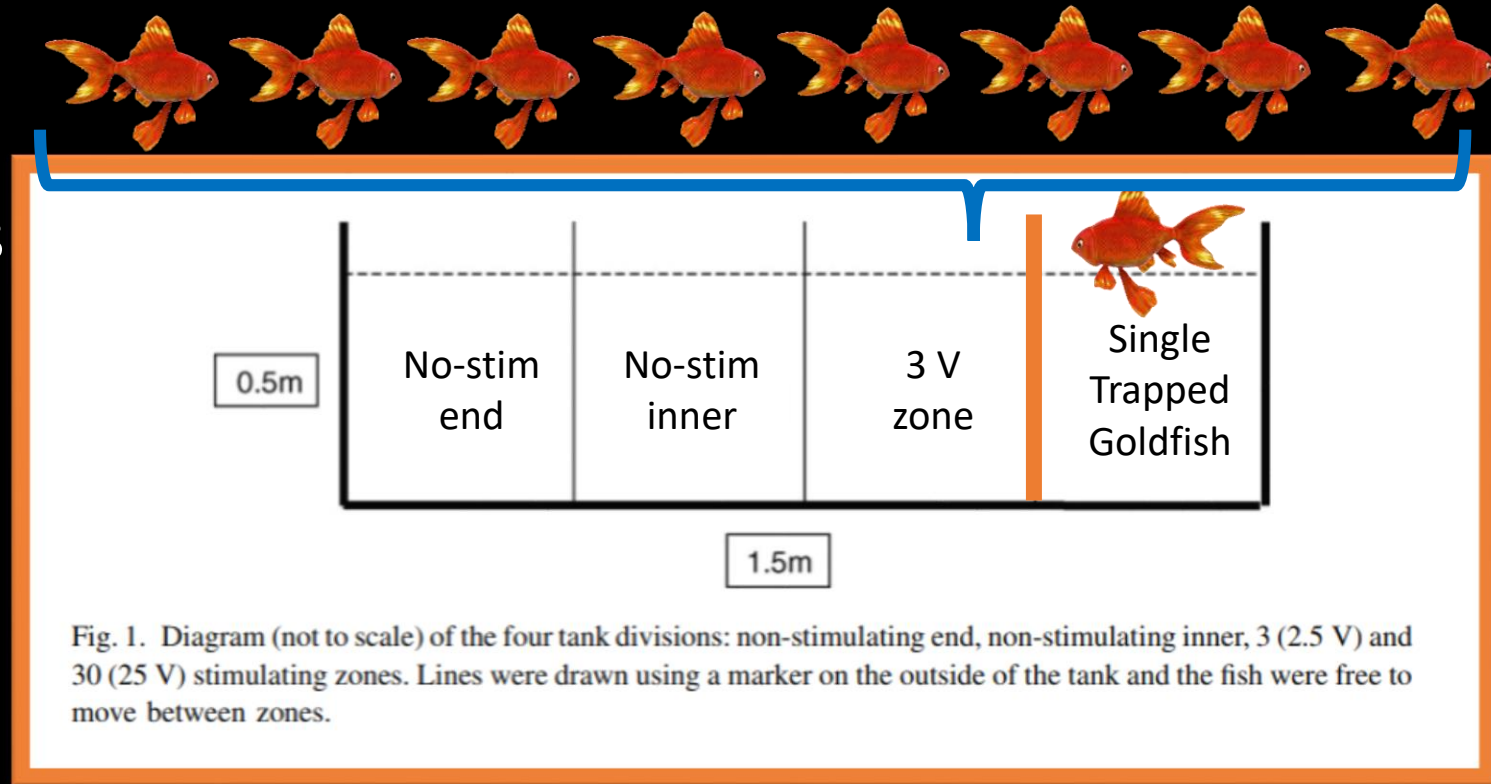 0.5m
No-stim
end
No-stim
inner
3 V
zone
Single
Trapped
Goldfish
1.5m
Fig. 1. Diagram (not to scale) of the four tank divisions: non-stimulating end, non-stimulating inner, 3 (2.5 V) and
30 (25 V) stimulating zones. Lines were drawn using a marker on the outside of the tank and the fish were free to
move between zones.